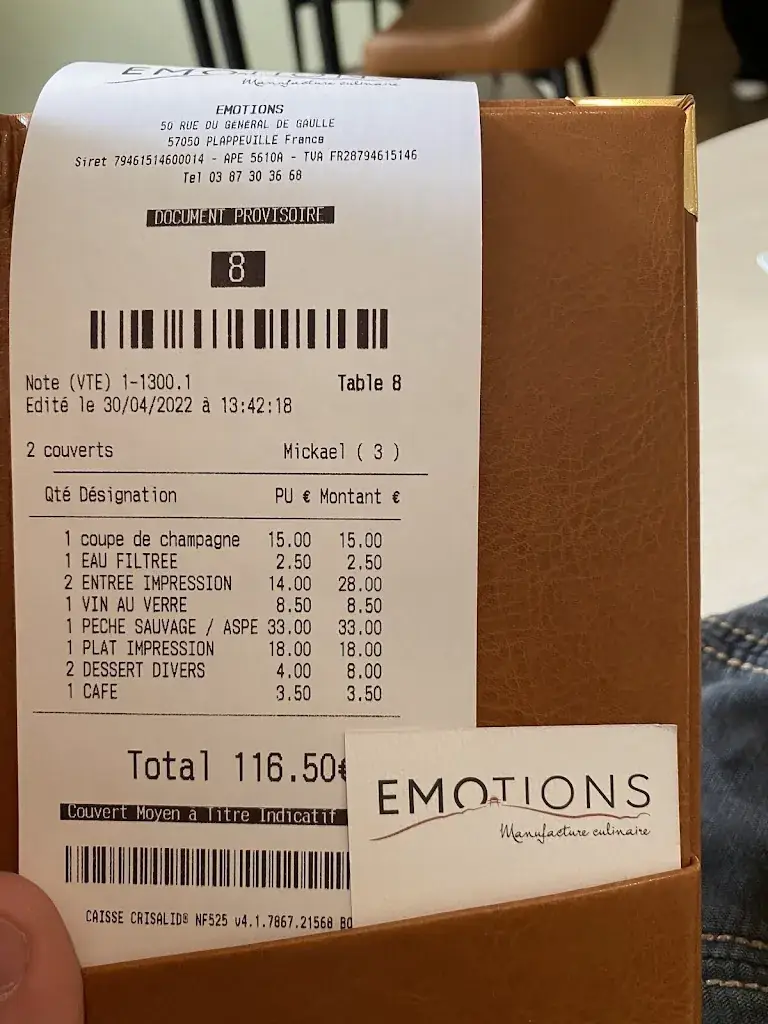 EMOTIONS
Manufacture culinaire
EMOTIONS
50 RUE DU GENERAL DE GAULLE
57050 PLAPPEVILLE France
Siret 79461514600014 - APE 5610A - TVA FR28794615146
Tel 03 87 30 36 68
DOCUMENT PROVISOIRE
8
Note (VTE) 1-1300.1 Table 8
Edité le 30/04/2022 à 13:42:18
2 couverts Mickael ( 3 )
Qté Désignation PU € Montant €
1 coupe de champagne 15.00 15.00
1 EAU FILTREE 2.50 2.50
2 ENTREE IMPRESSION 14.00 28.00
1 VIN AU VERRE 8.50 8.50
1 PECHE SAUVAGE / ASPE 33.00 33.00
1 PLAT IMPRESSION 18.00 18.00
2 DESSERT DIVERS 4.00 8.00
1 CAFE 3.50 3.50
Total 116.50€
Couvert Moyen à Titre Indicatif
CAISSE CRISALID® NF525 v4.1.7867.21568 BO
EMOTIONS
Manufacture culinaire